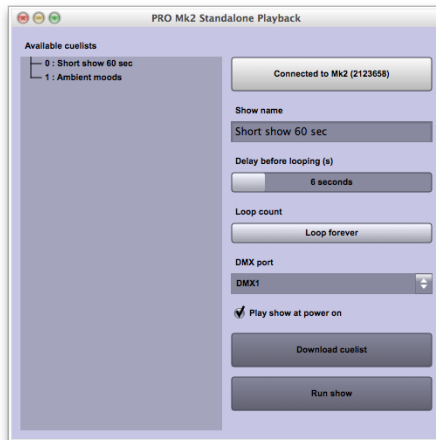 PRO Mk2 Standalone Playback
Available cuelists
0 : Short show 60 sec
1 : Ambient moods
Connected to Mk2 (2123658)
Show name
Short show 60 sec
Delay before looping (s)
6 seconds
Loop count
Loop forever
DMX port
DMX1
Play show at power on
Download cuelist
Run show